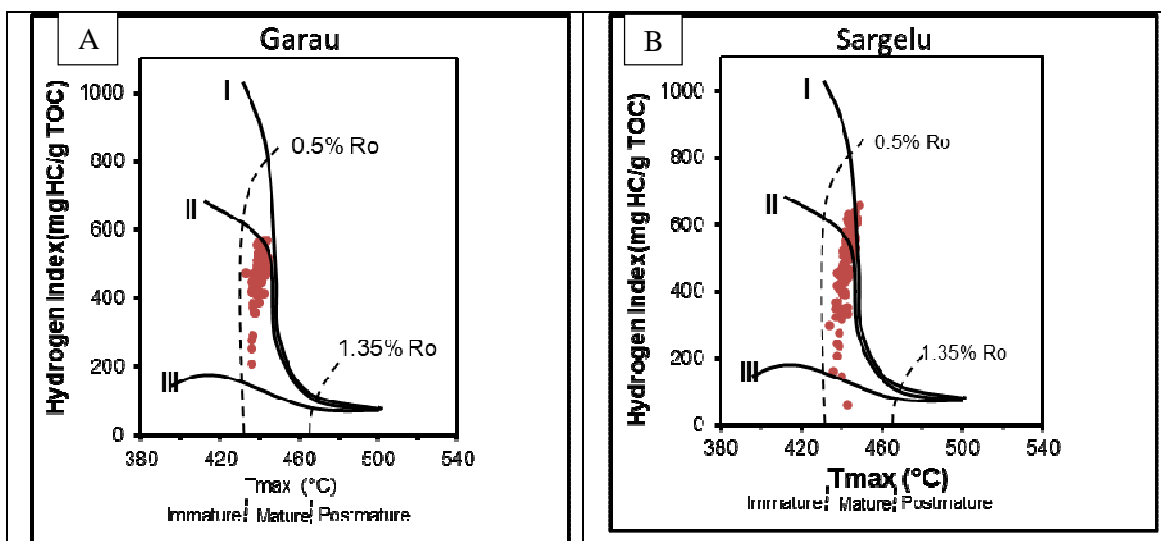 A
Garau
Hydrogen Index(mg HC/g TOC)
1000
800
600
400
200
0
I
II
III
0.5% Ro
1.35% Ro
380
420
460
500
540
Tmax (°C)
Immature
Mature
Postmature
B
Sargelu
Hydrogen Index(mg HC/g TOC)
1000
800
600
400
200
0
I
II
III
0.5% Ro
1.35% Ro
380
420
460
500
540
Tmax (°C)
Immature
Mature
Postmature